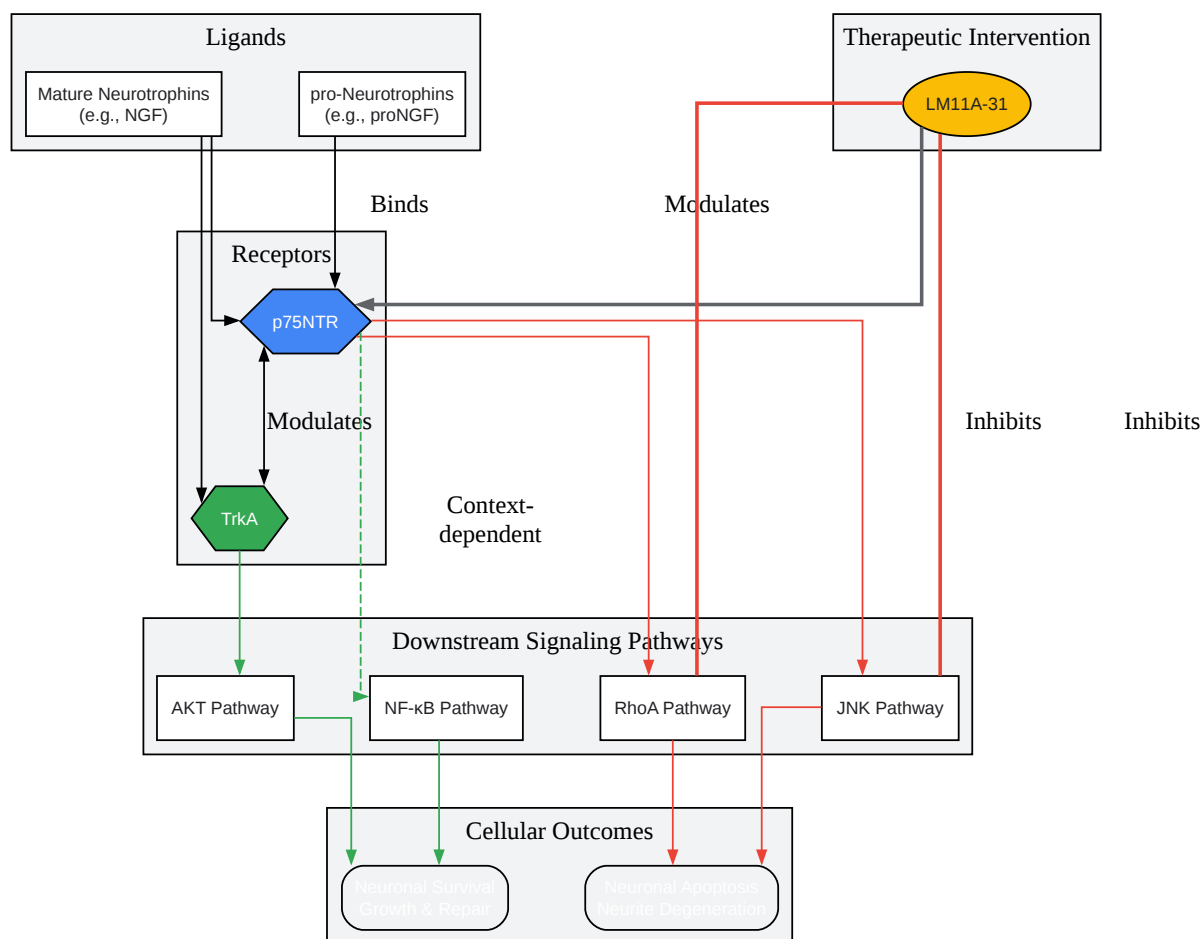 Ligands
Therapeutic Intervention
Mature Neurotrophins
(e.g., NGF)
pro-Neurotrophins
(e.g., proNGF)
LM11A-31
Binds
Modulates
Receptors
p75NTR
Modulates
Inhibits
Inhibits
TrkA
Context-
dependent
Downstream Signaling Pathways
AKT Pathway
NF-κB Pathway
RhoA Pathway
JNK Pathway
Cellular Outcomes
Neuronal Survival
Growth & Repair
Neuronal Apoptosis
Neurite Degeneration